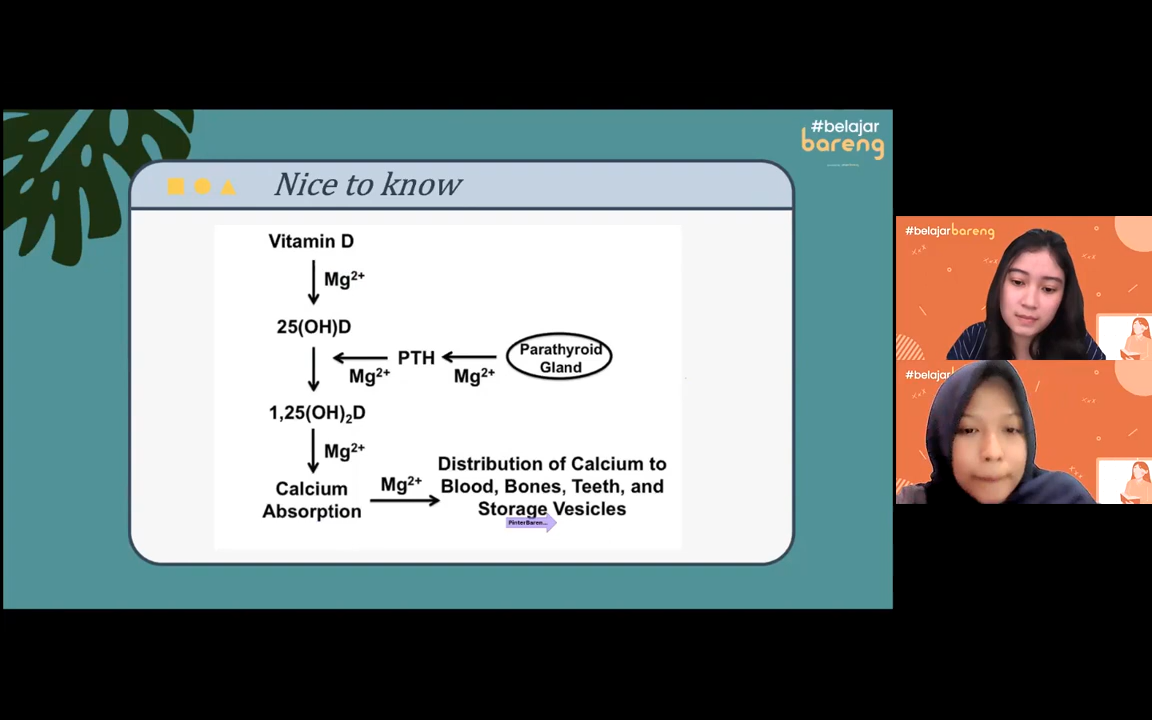 #belajar
bareng
Nice to know
Vitamin D
Mg²⁺
25(OH)D
PTH
Mg²⁺
Mg²⁺
Parathyroid
Gland
1,25(OH)₂D
Mg²⁺
Calcium
Absorption
Mg²⁺
Distribution of Calcium to
Blood, Bones, Teeth, and
Storage Vesicles
PinterBaren...
#belajarbareng
#belajar